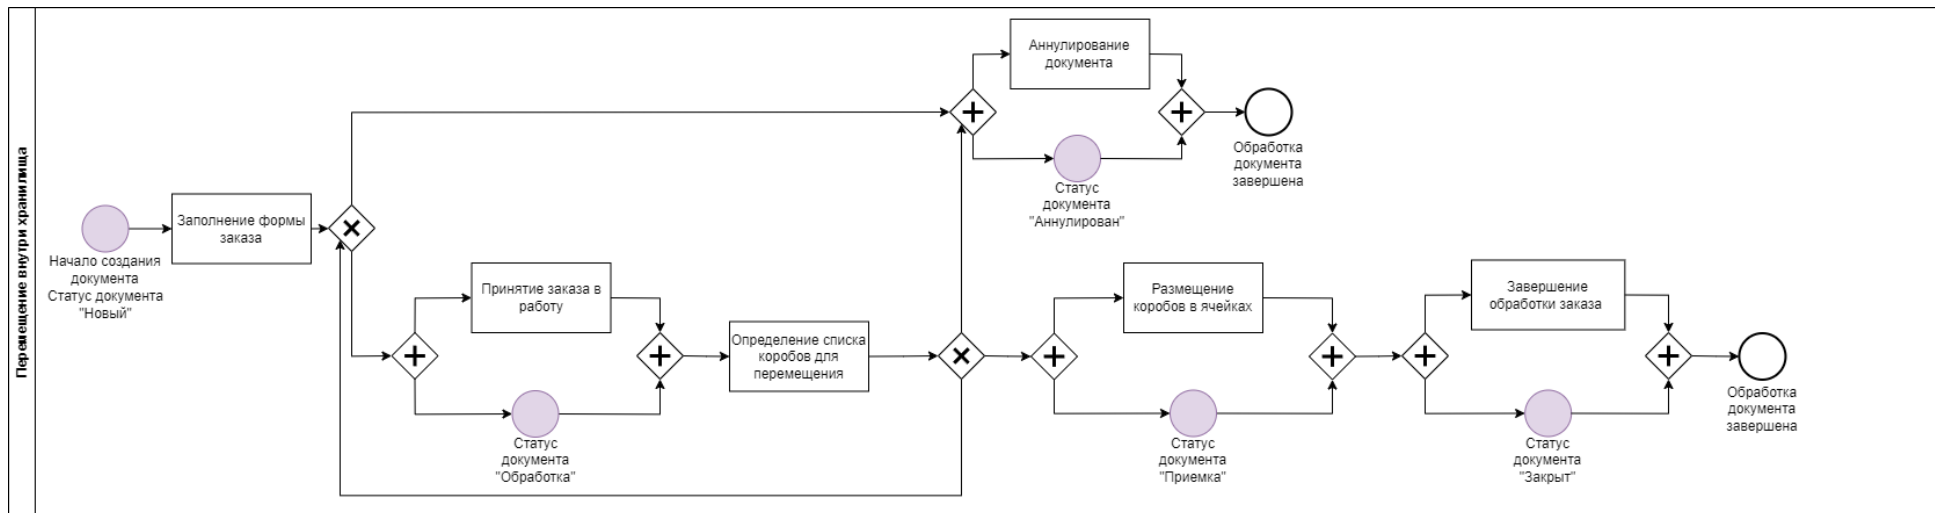 Перемещение внутри хранилища
Начало создания
документа
Статус документа
"Новый"
Заполнение формы
заказа
Принятие заказа в
работу
Статус
документа
"Обработка"
Определение списка
коробов для
перемещения
Аннулирование
документа
Статус
документа
"Аннулирован"
Обработка
документа
завершена
Размещение
коробов в ячейках
Статус
документа
"Приемка"
Завершение
обработки заказа
Статус
документа
"Закрыт"
Обработка
документа
завершена